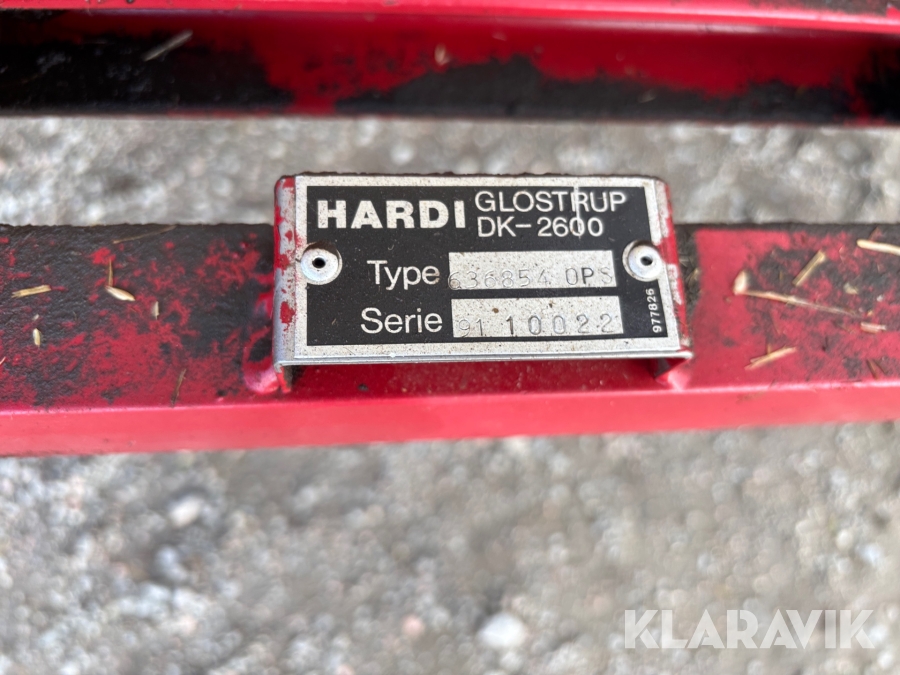 HARDI GLOSTRUP
DK-2600
Type 636854 OPS
Serie 91 10022
977826
KLARAVIK